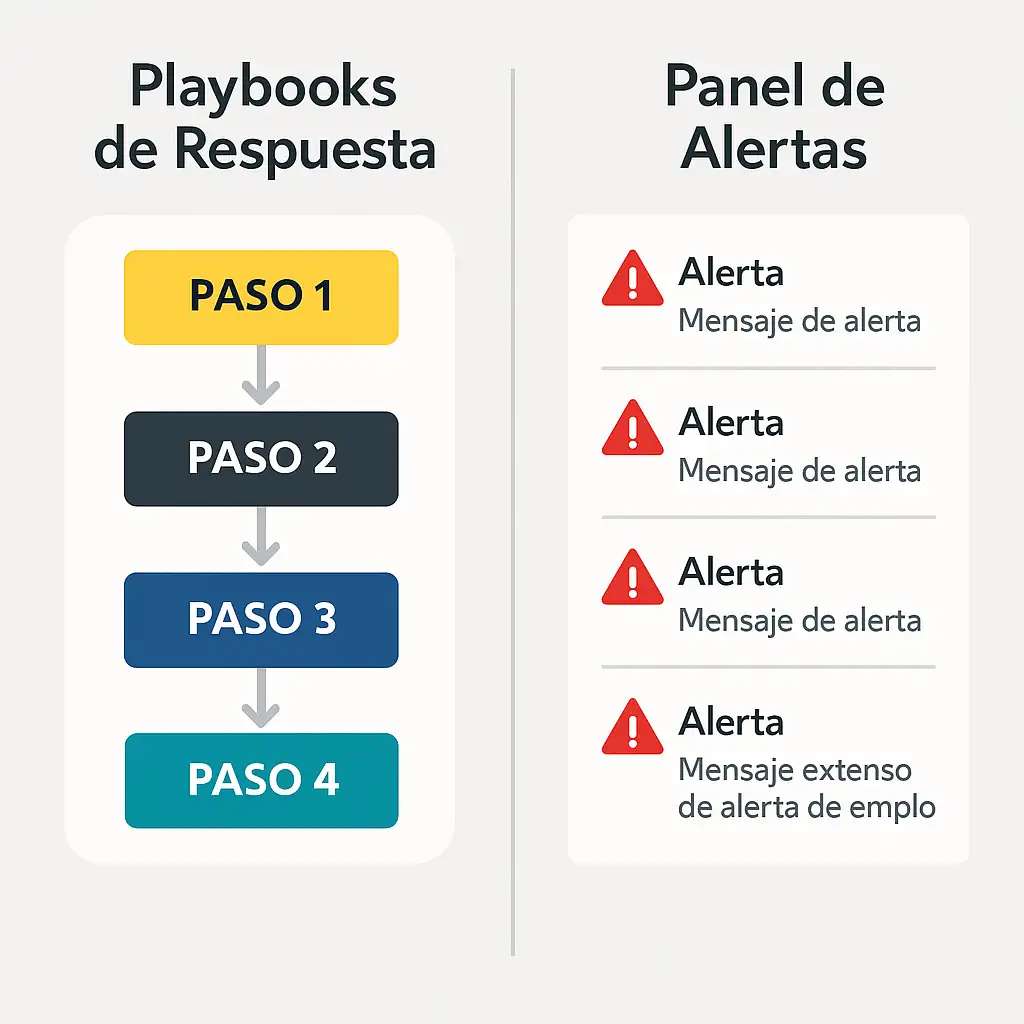 Playbooks
de Respuesta
PASO 1
PASO 2
PASO 3
PASO 4
Panel de
Alertas
Alerta
Mensaje de alerta
Alerta
Mensaje de alerta
Alerta
Mensaje de alerta
Alerta
Mensaje extenso
de alerta de emplo